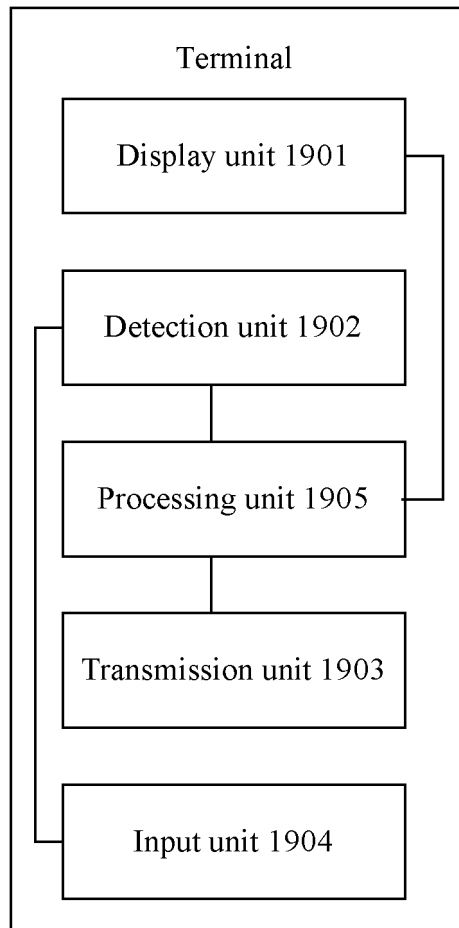 Terminal
Display unit 1901
Detection unit 1902
Processing unit 1905
Transmission unit 1903
Input unit 1904